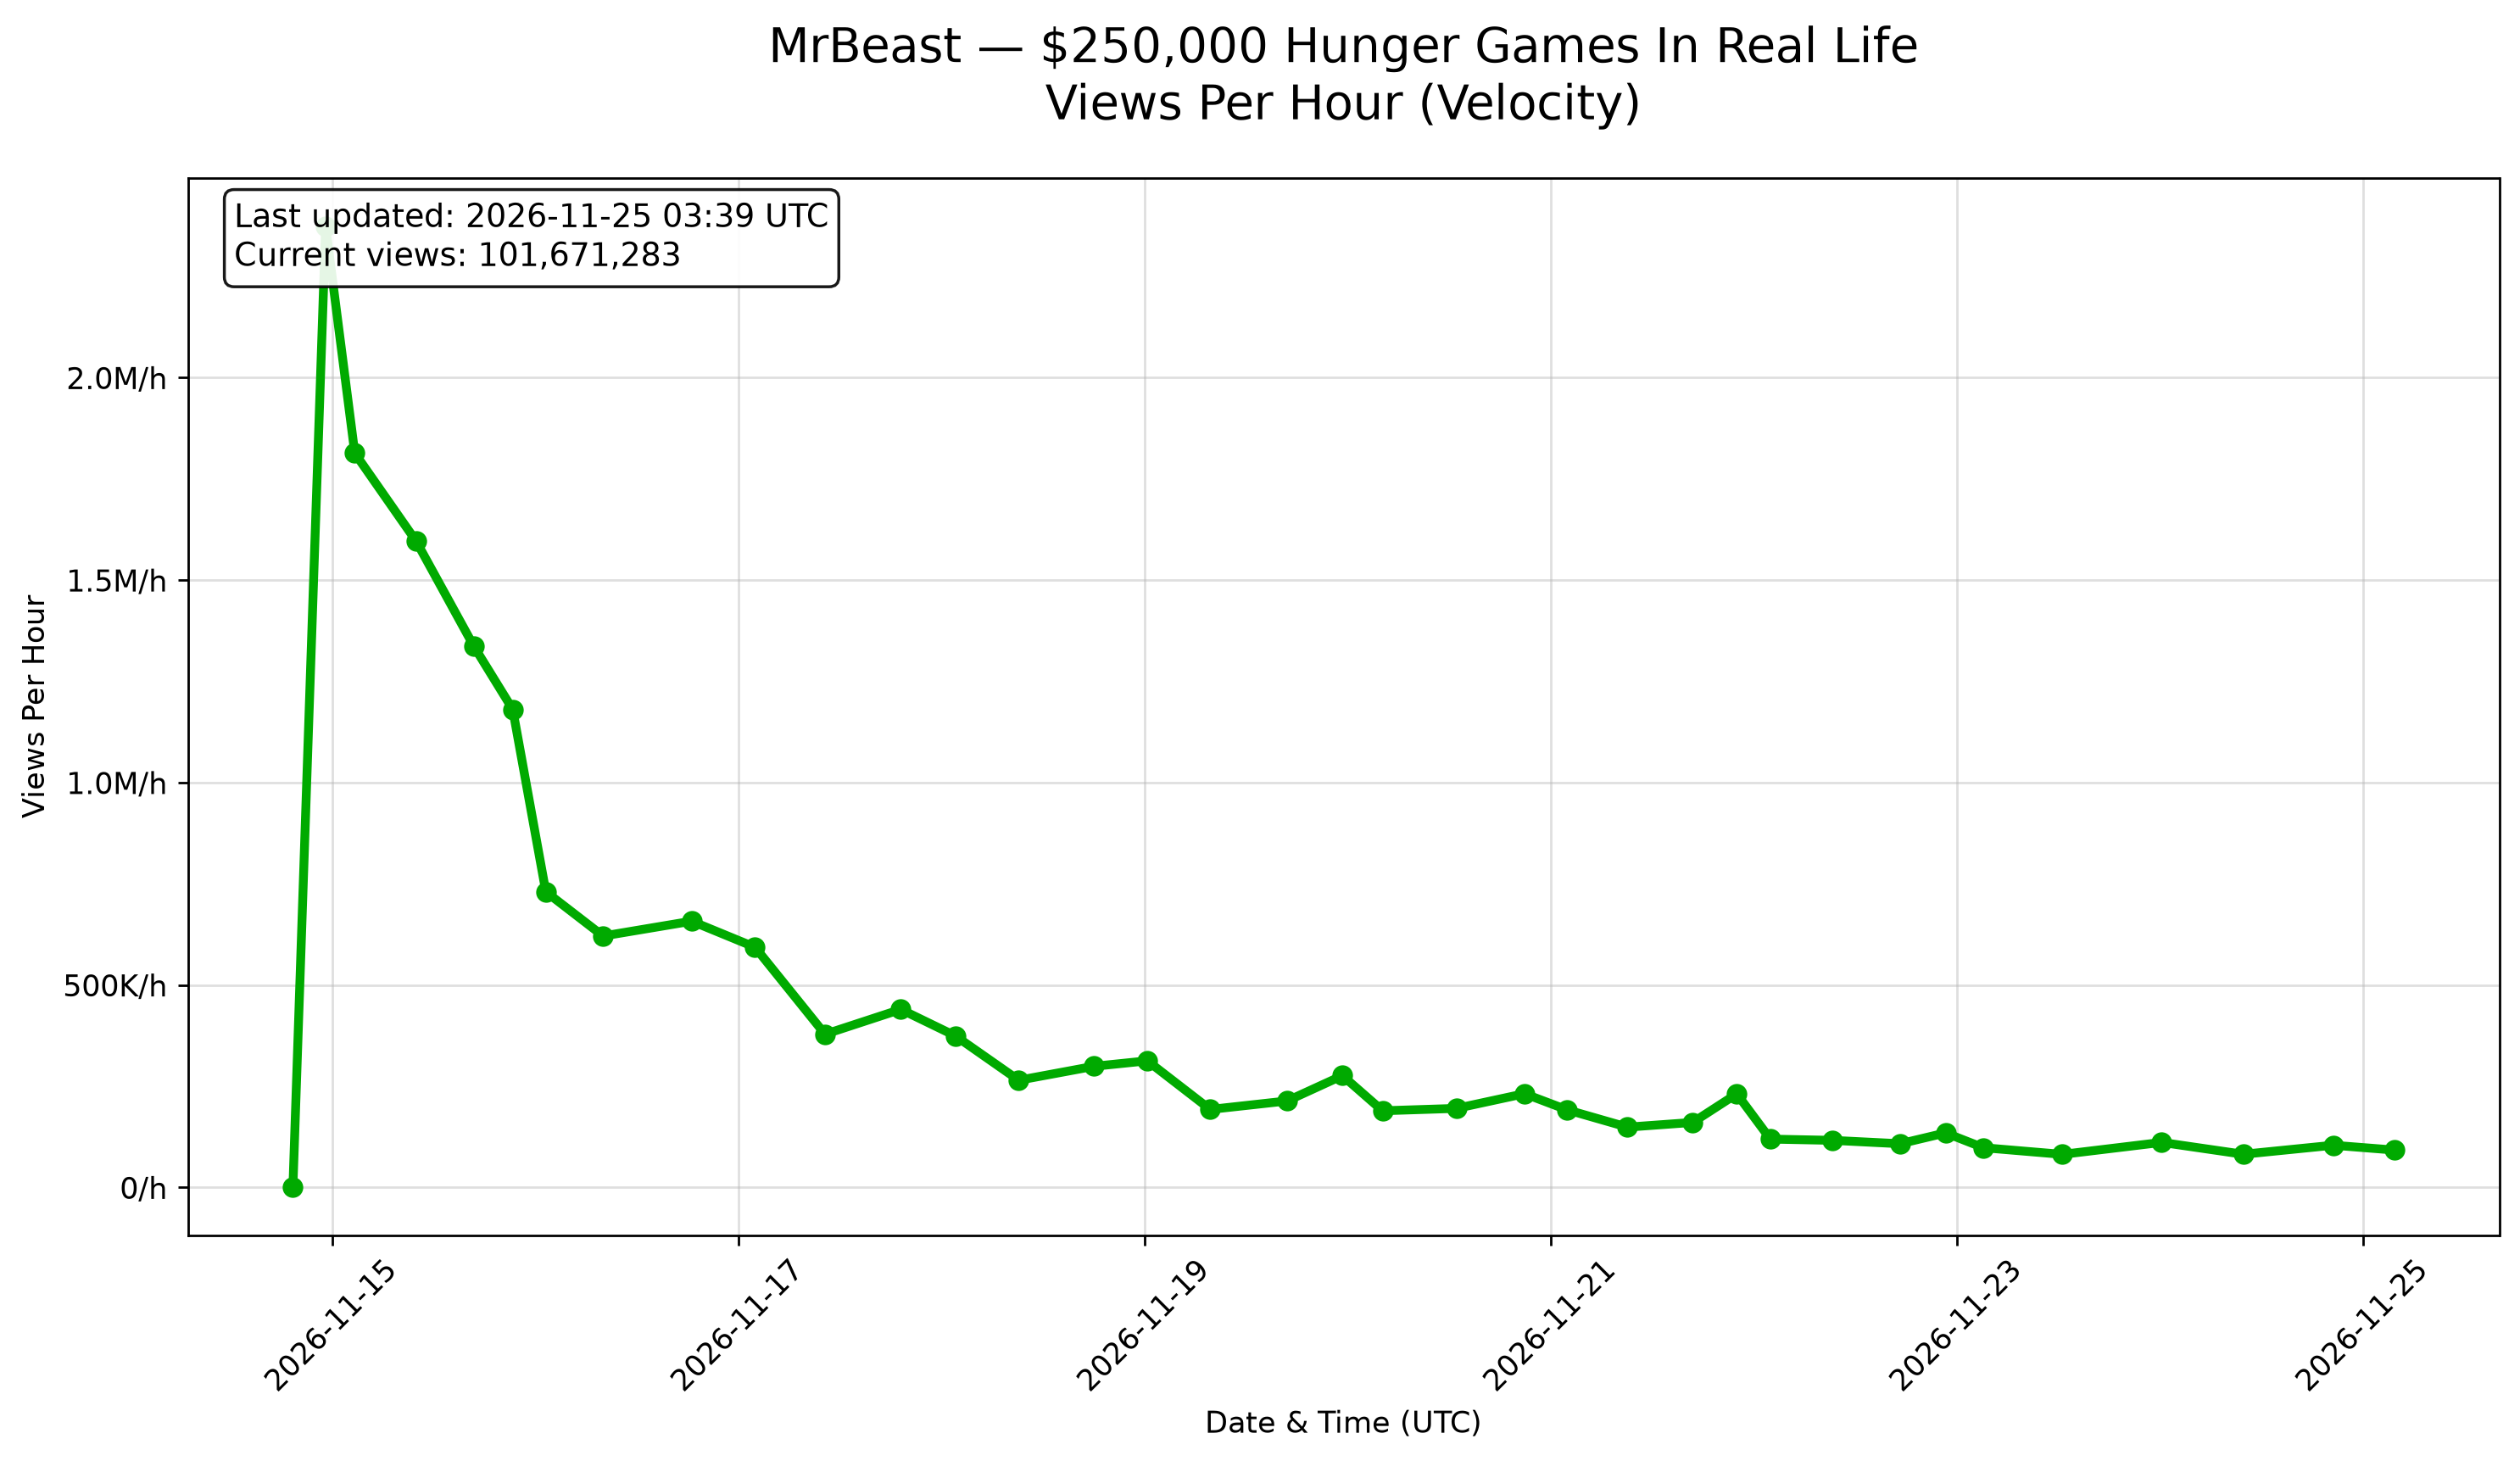 MrBeast — $250,000 Hunger Games In Real Life
Views Per Hour (Velocity)
Last updated: 2026-11-25 03:39 UTC
Current views: 101,671,283
Views Per Hour
2.0M/h
1.5M/h
1.0M/h
500K/h
0/h
2026-11-15
2026-11-17
2026-11-19
2026-11-21
2026-11-23
2026-11-25
Date & Time (UTC)